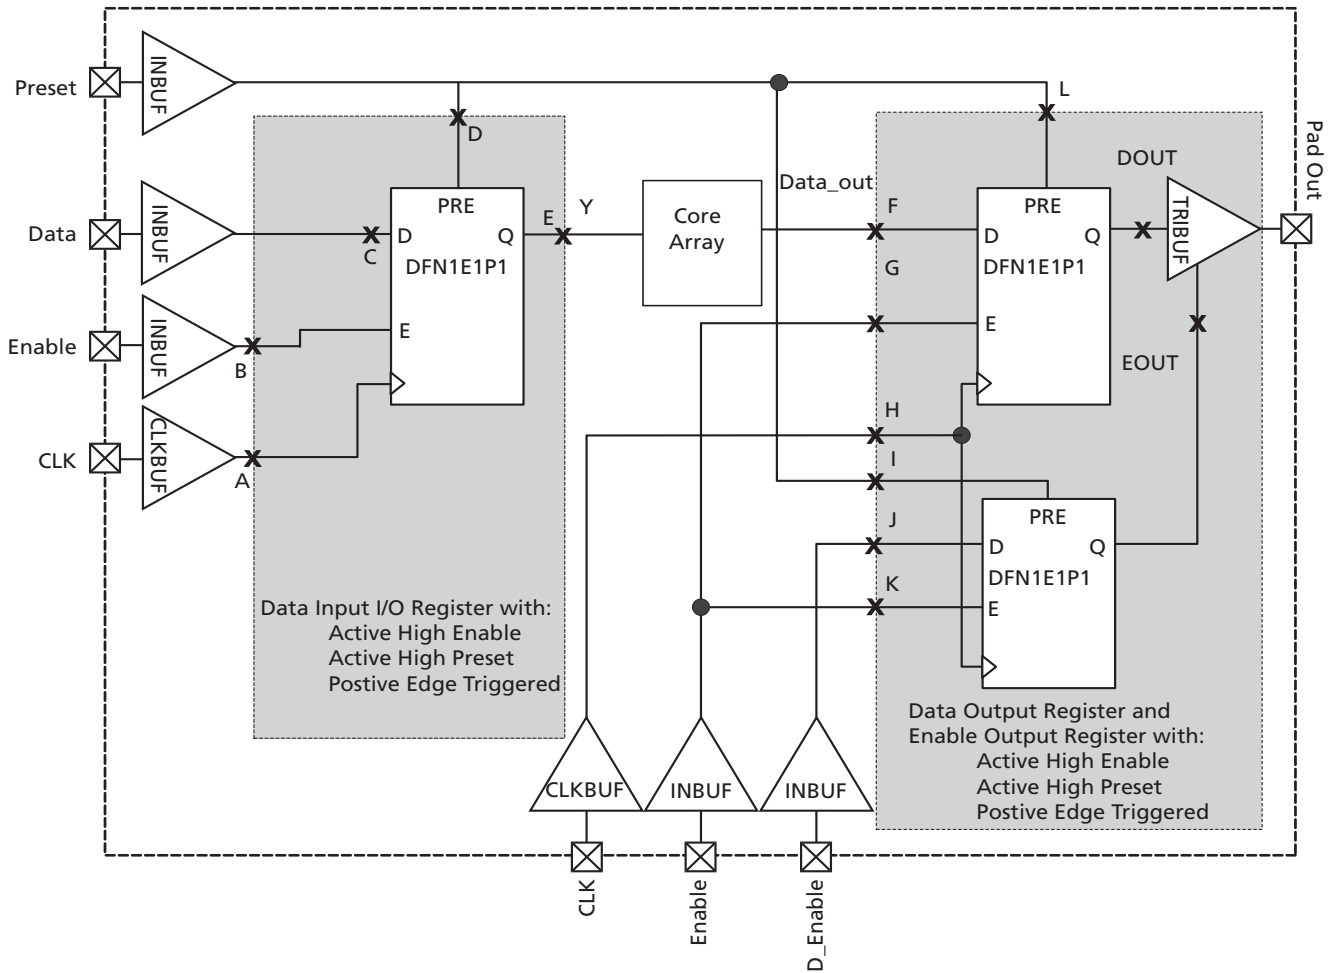 Preset
INBUF
L
D
Pad Out
DOUT
Data_out
PRE
Y
Core
Array
F
PRE
TRIBUF
INBUF
Data
C
D
Q
E
DFN1E1P1
G
D
Q
DFN1E1P1
Enable
INBUF
B
E
E
EOUT
CLK
CLKBUF
A
H
I
PRE
J
D
Q
DFN1E1P1
K
E
Data Input I/O Register with:
Active High Enable
Active High Preset
Postive Edge Triggered
Data Output Register and
Enable Output Register with:
Active High Enable
Active High Preset
Postive Edge Triggered
CLKBUF
INBUF
INBUF
CLK
Enable
D_Enable